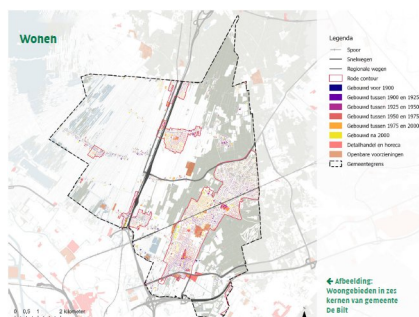 Wonen
Legenda
Spoor
Snelwegen
Regionale wegen
Rode contour
Gebouwd voor 1900
Gebouwd tussen 1900 en 1925
Gebouwd tussen 1925 en 1950
Gebouwd tussen 1950 en 1975
Gebouwd tussen 1975 en 2000
Gebouwd na 2000
Detailhandel en horeca
Openbare voorzieningen
Gemeentegrens
← Afbeelding:
Woongebieden in zes
kernen van gemeente
De Bilt
0 0,5 1 2 Kilometers